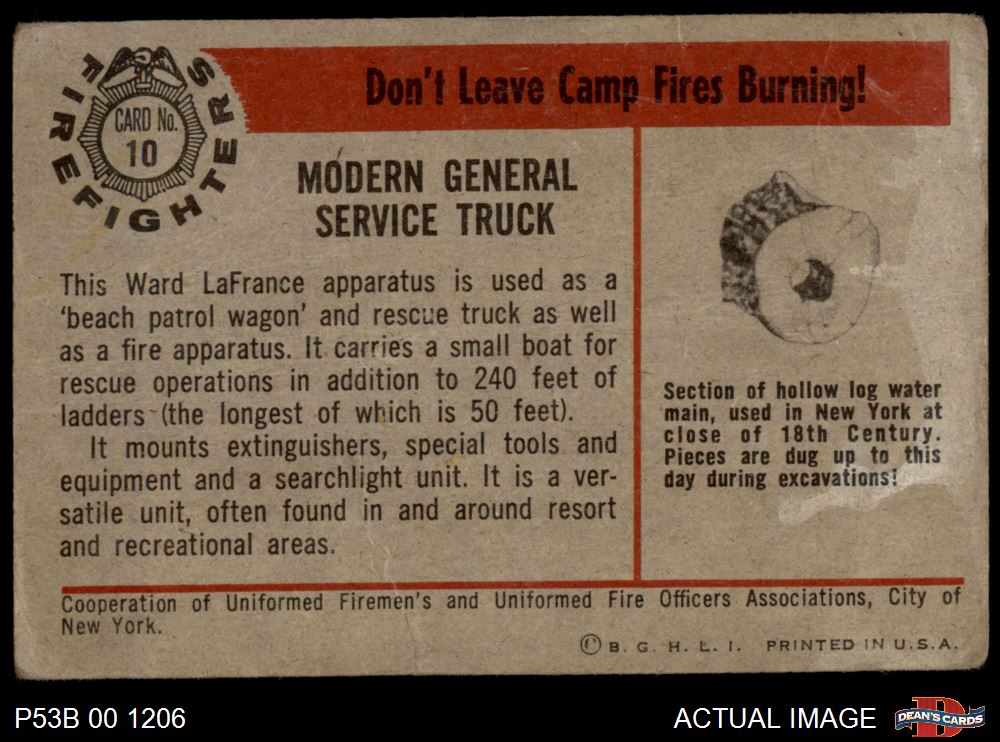 FIREFIGHTERS
CARD No.
10
Don't Leave Camp Fires Burning!
MODERN GENERAL
SERVICE TRUCK
This Ward LaFrance apparatus is used as a
'beach patrol wagon' and rescue truck as well
as a fire apparatus. It carries a small boat for
rescue operations in addition to 240 feet of
ladders (the longest of which is 50 feet).
It mounts extinguishers, special tools and
equipment and a searchlight unit. It is a ver-
satile unit, often found in and around resort
and recreational areas.
Section of hollow log water
main, used in New York at
close of 18th Century.
Pieces are dug up to this
day during excavations!
Cooperation of Uniformed Firemen's and Uniformed Fire Officers Associations, City of
New York.
© B. G. H. L. I. PRINTED IN U.S.A.
P53B 00 1206
ACTUAL IMAGE
D
DEAN'S CARDS